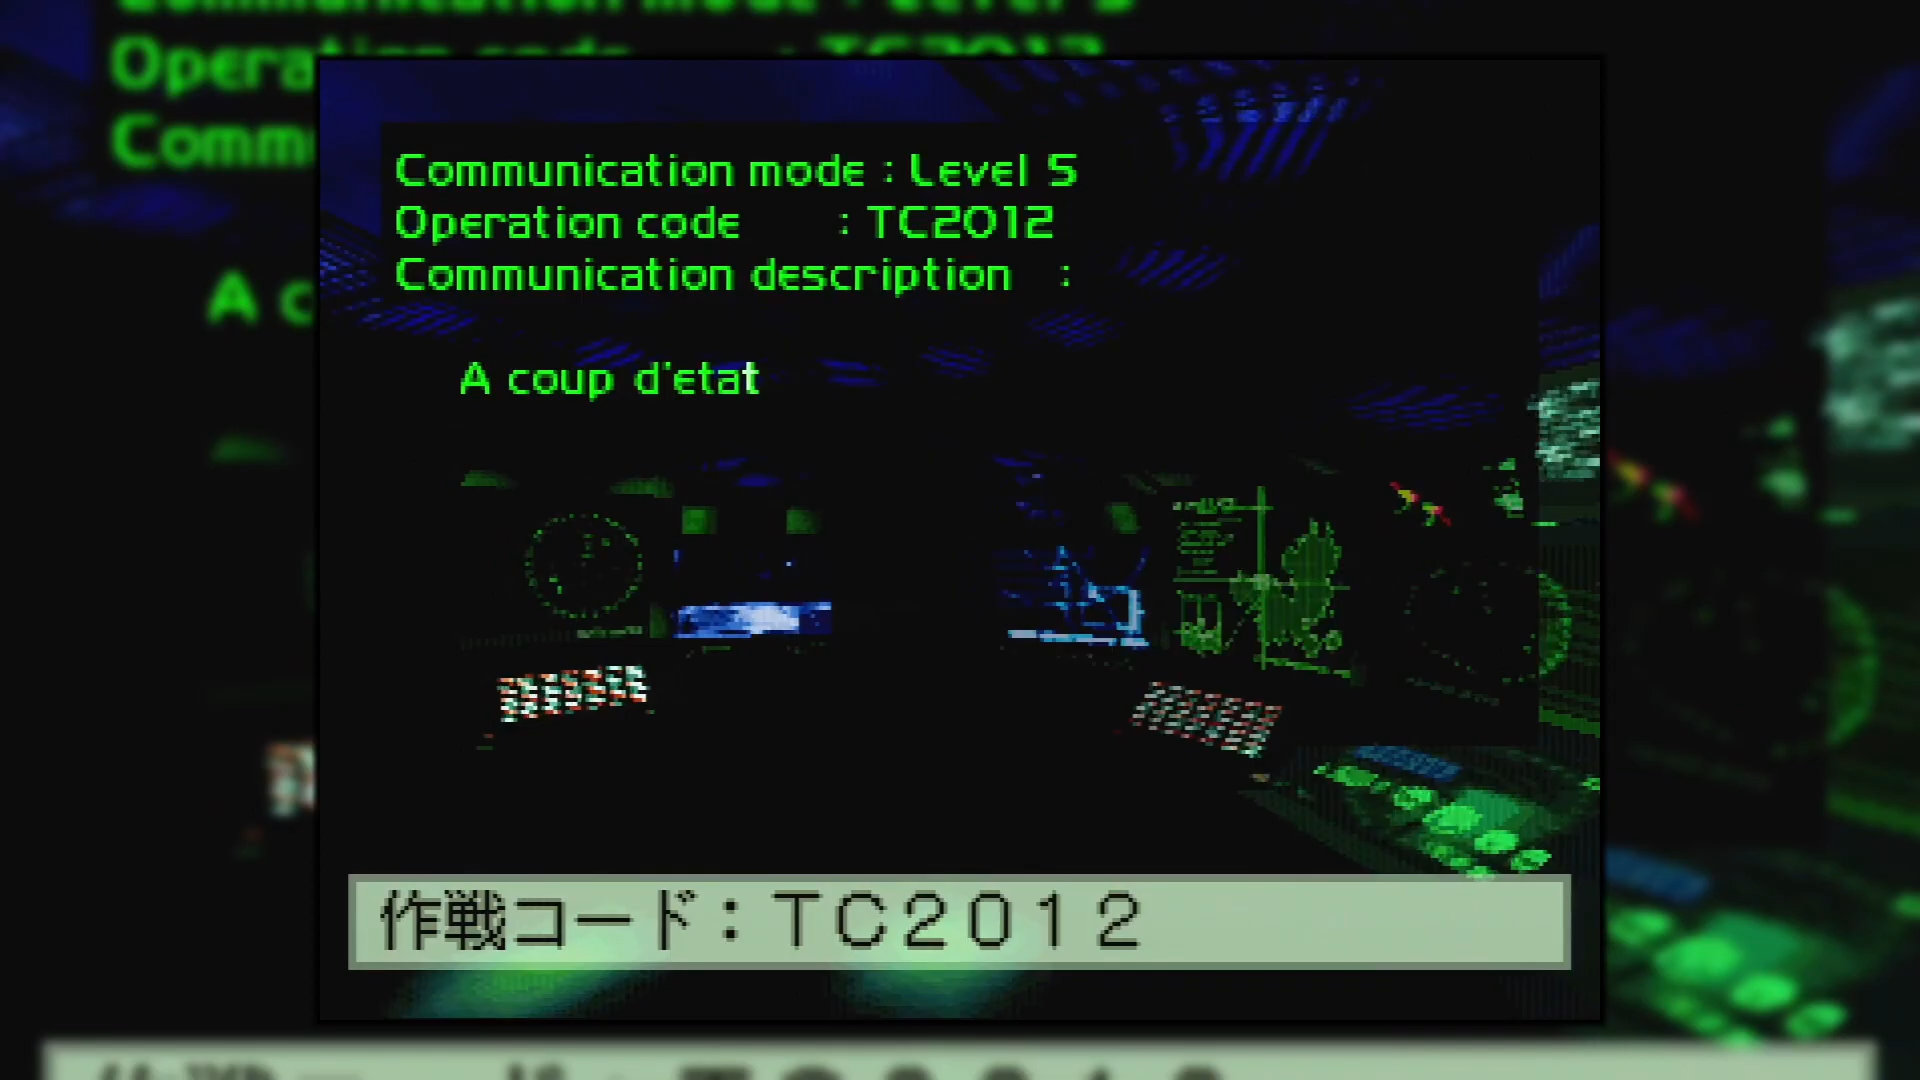 Communication mode : Level 5
Operation code : TC2012
Communication description :
A coup d'etat
作戦コード：ＴＣ２０１２